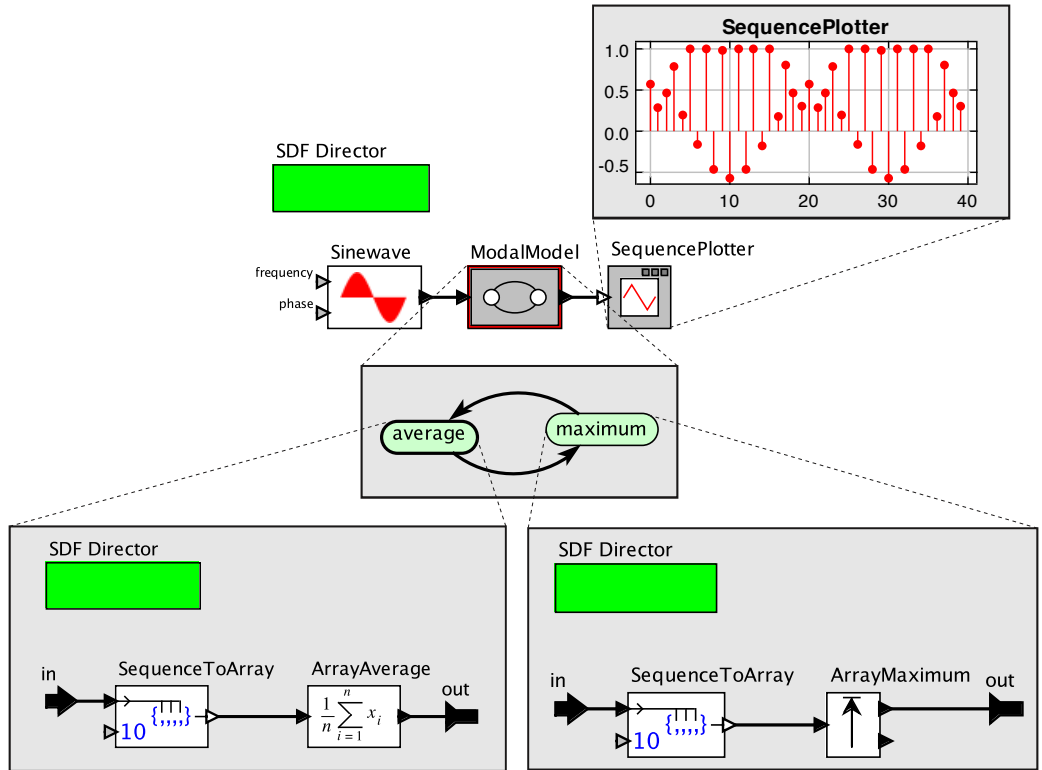 SequencePlotter
1.0
0.5
0.0
-0.5
0 10 20 30 40
SDF Director
Sinewave
ModalModel
SequencePlotter
frequency
phase
average
maximum
SDF Director
in
SequenceToArray
ArrayAverage
out
10 {,,,,}
1/n ∑ i = 1 n x i
SDF Director
in
SequenceToArray
ArrayMaximum
out
10 {,,,,}